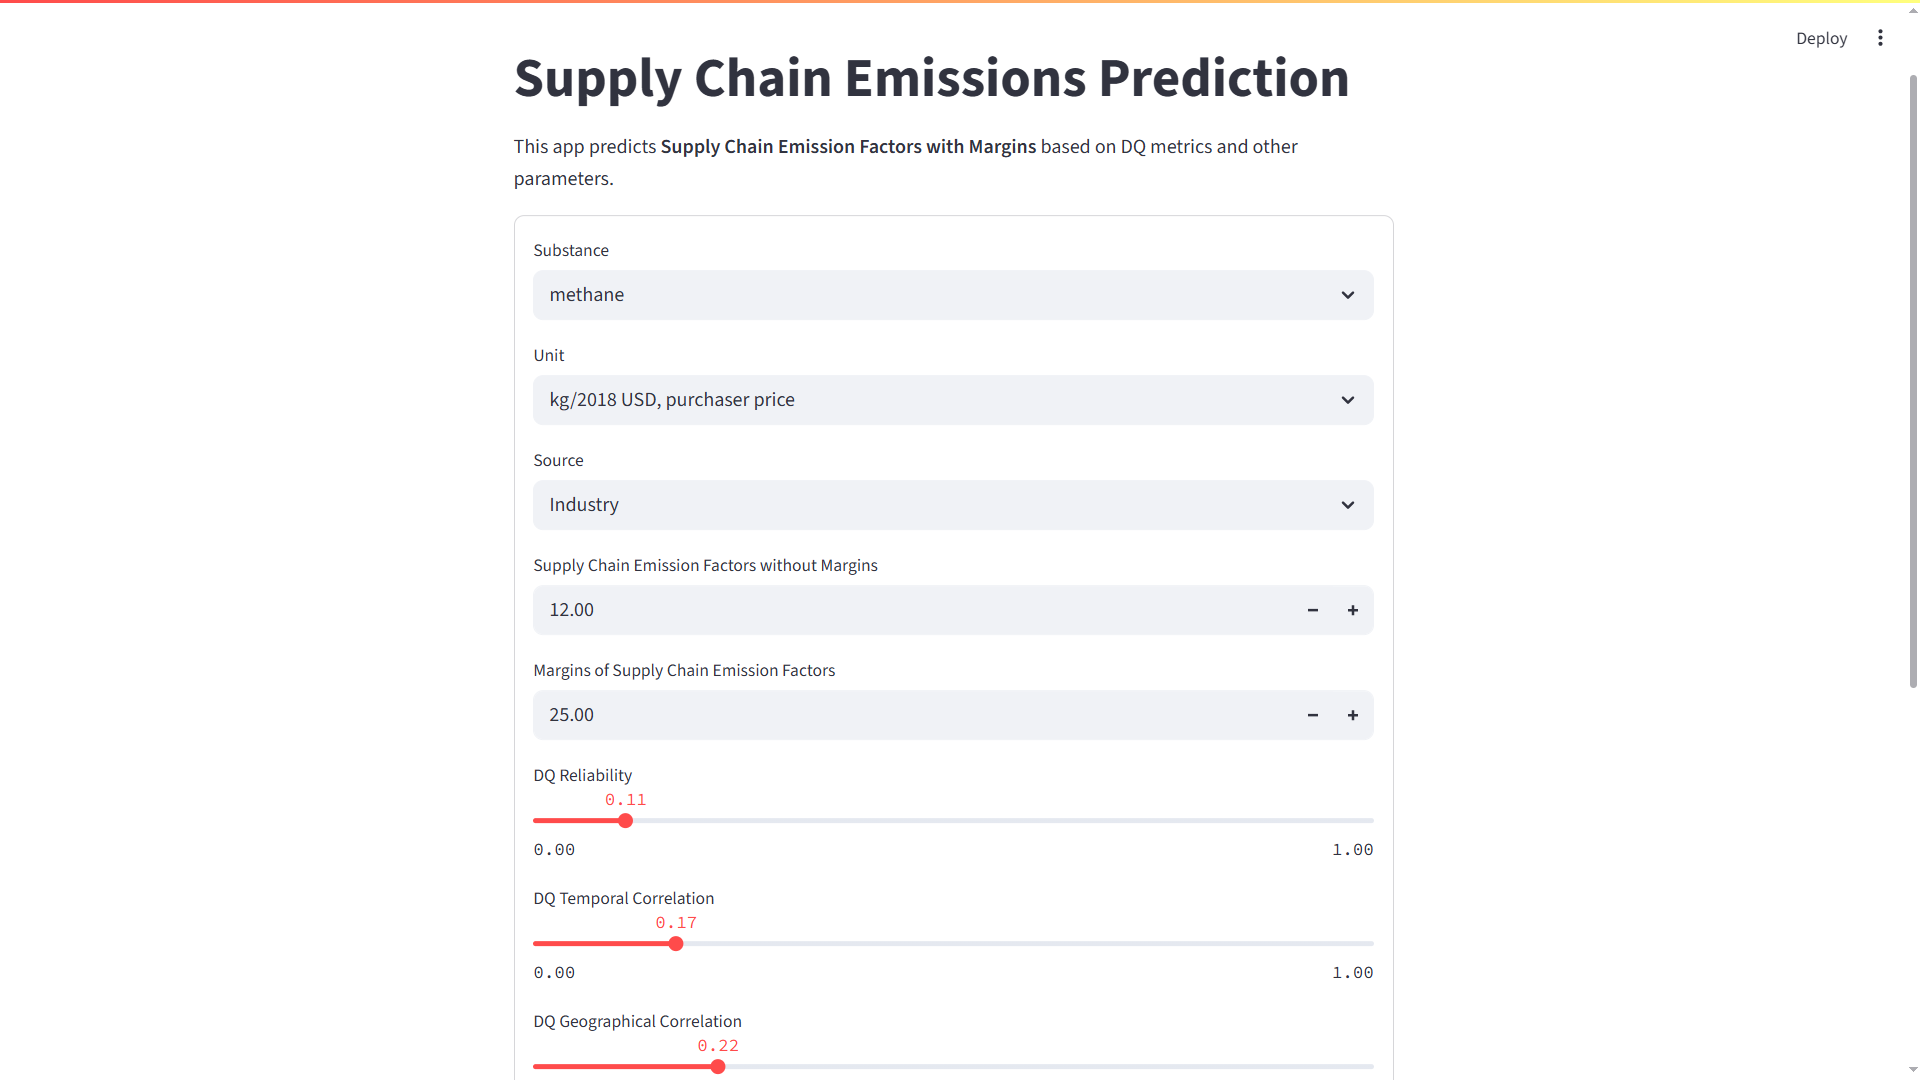 Deploy
Supply Chain Emissions Prediction
This app predicts Supply Chain Emission Factors with Margins based on DQ metrics and other
parameters.
Substance
methane
Unit
kg/2018 USD, purchaser price
Source
Industry
Supply Chain Emission Factors without Margins
12.00
Margins of Supply Chain Emission Factors
25.00
DQ Reliability
0.11
0.00 1.00
DQ Temporal Correlation
0.17
0.00 1.00
DQ Geographical Correlation
0.22